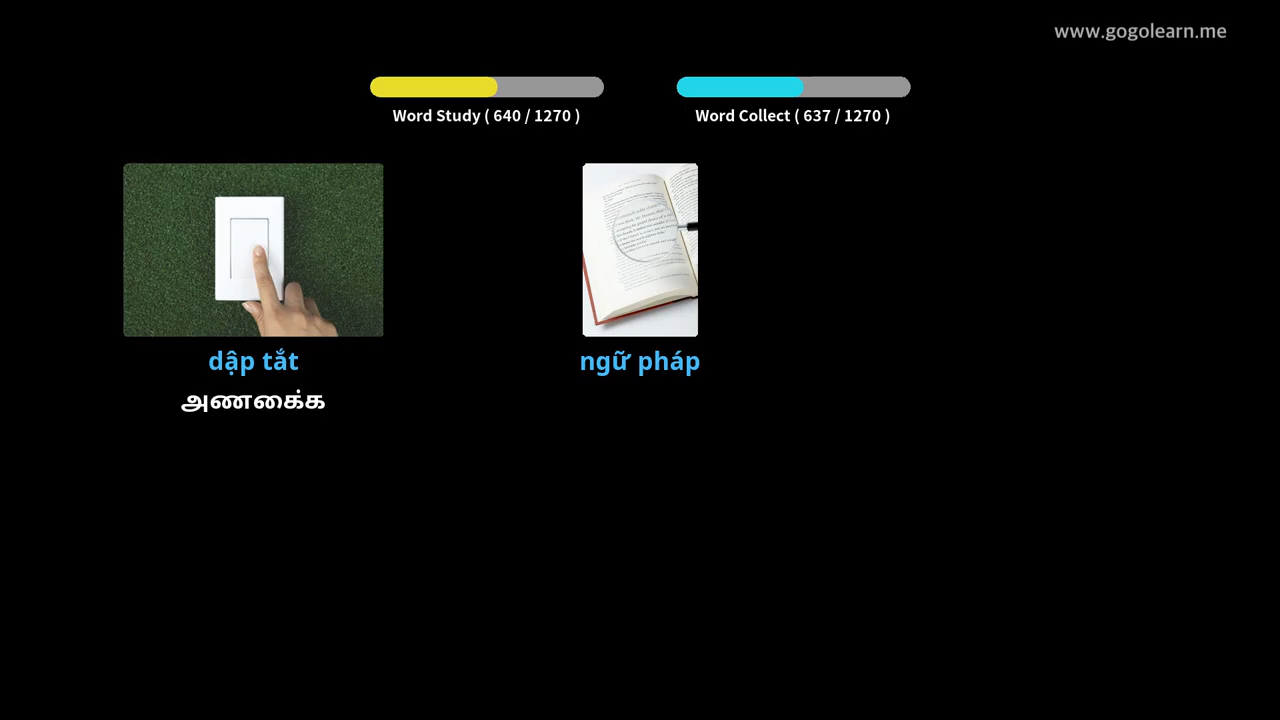 www.gogolearn.me
Word Study ( 640 / 1270 )
Word Collect ( 637 / 1270 )
dập tắt
ngữ pháp
அணைக்க